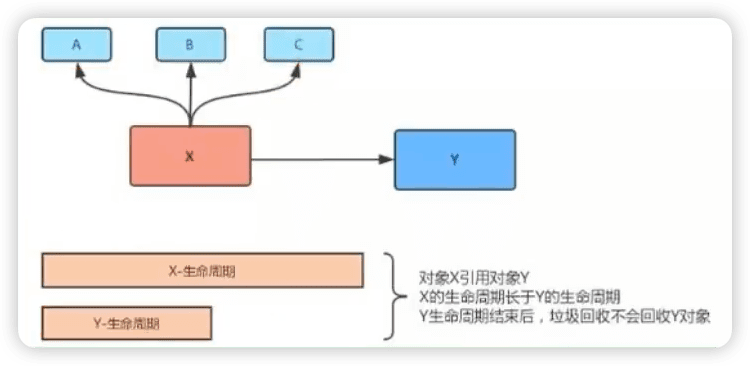 A
B
C
X
Y
X-生命周期
Y-生命周期
对象X引用对象Y
X的生命周期长于Y的生命周期
Y生命周期结束后，垃圾回收不会回收Y对象